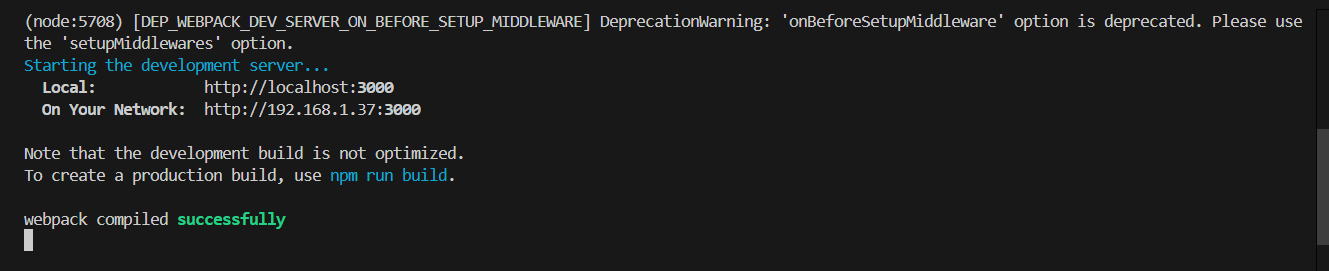 (node:5708) [DEP_WEBPACK_DEV_SERVER_ON_BEFORE_SETUP_MIDDLEWARE] DeprecationWarning: 'onBeforeSetupMiddleware' option is deprecated. Please use
the 'setupMiddlewares' option.
Starting the development server...
Local: http://localhost:3000
On Your Network: http://192.168.1.37:3000
Note that the development build is not optimized.
To create a production build, use npm run build.
webpack compiled successfully